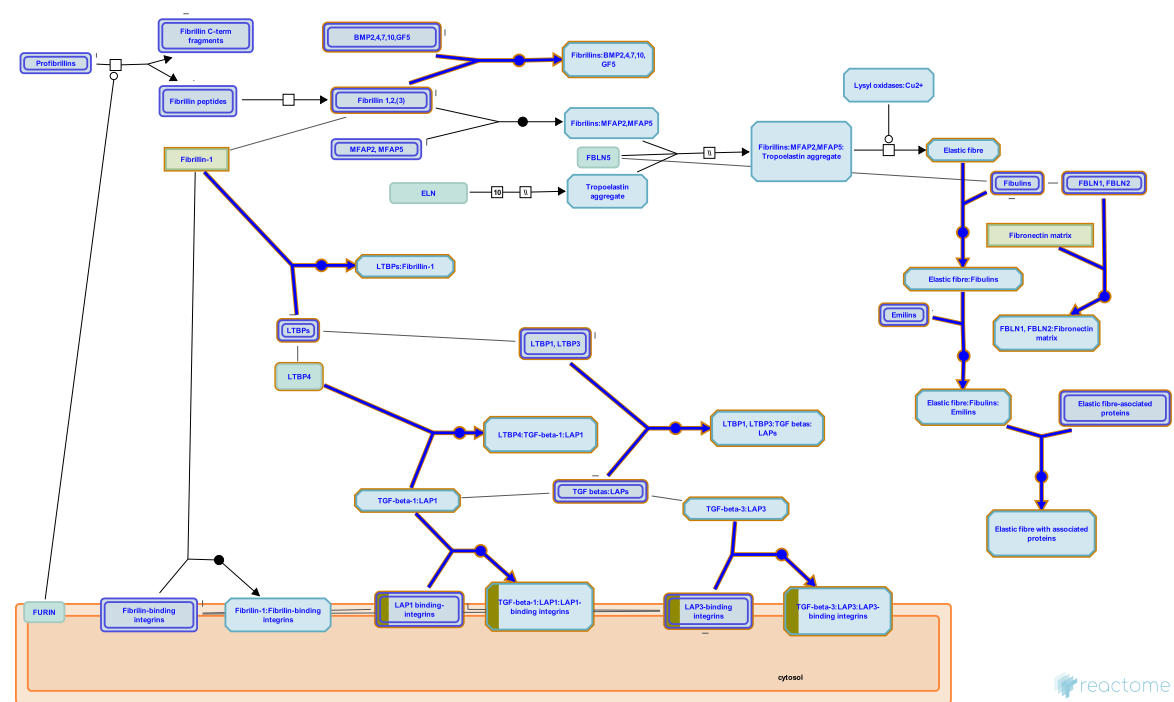 Fibrillin C-term
fragments
BMP2,4,7,10,GF5
Profibrillins
Fibrillins:BMP2,4,7,10,
GF5
Lysyl oxidases:Cu2+
Fibrillin peptides
Fibrillin 1,2,(3)
Fibrilins:MFAP2,MFAP5
MFAP2, MFAP5
Fibrillin-1
FBLN5
\\
Fibrilins:MFAP2,MFAP5:
Tropoelastin aggregate
Elastic fibre
ELN
10
\\
Tropoelastin
aggregate
Fibulins
FBLN1, FBLN2
Fibronectin matrix
LTBPs:Fibrillin-1
Elastic fibre:Fibulins
Emilins
LTBPs
LTBP1, LTBP3
FBLN1, FBLN2:Fibronectin
matrix
LTBP4
Elastic fibre:Fibulins:
Emilins
Elastic fibre-asociated
proteins
LTBP4:TGF-beta-1:LAP1
LTBP1, LTBP3:TGF betas:
LAPs
TGF-beta-1:LAP1
TGF betas:LAPs
TGF-beta-3:LAP3
Elastic fibre with associated
proteins
FURIN
Fibrillin-binding
integrins
Fibrillin-1:Fibrillin-binding
integrins
LAP1 binding-
integrins
TGF-beta-1:LAP1:LAP1-
binding integrins
LAP3-binding
integrins
TGF-beta-3:LAP3:LAP3-
binding integrins
cytosol
reactome